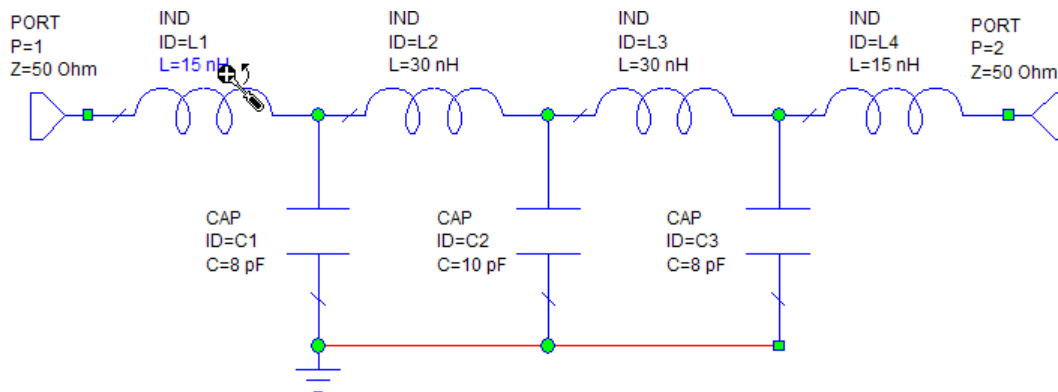 PORT
P=1
Z=50 Ohm
IND
ID=L1
L=15 nH
IND
ID=L2
L=30 nH
IND
ID=L3
L=30 nH
IND
ID=L4
L=15 nH
PORT
P=2
Z=50 Ohm
CAP
ID=C1
C=8 pF
CAP
ID=C2
C=10 pF
CAP
ID=C3
C=8 pF